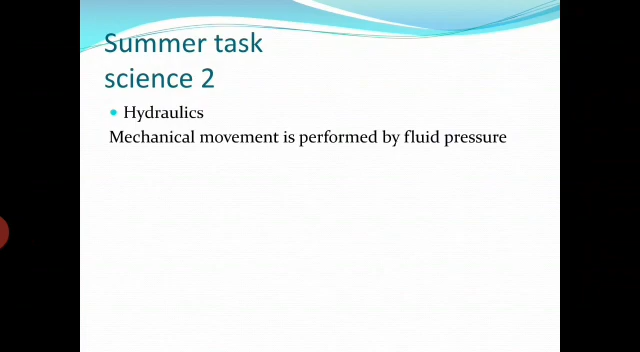 Summer task
science 2
Hydraulics
Mechanical movement is performed by fluid pressure